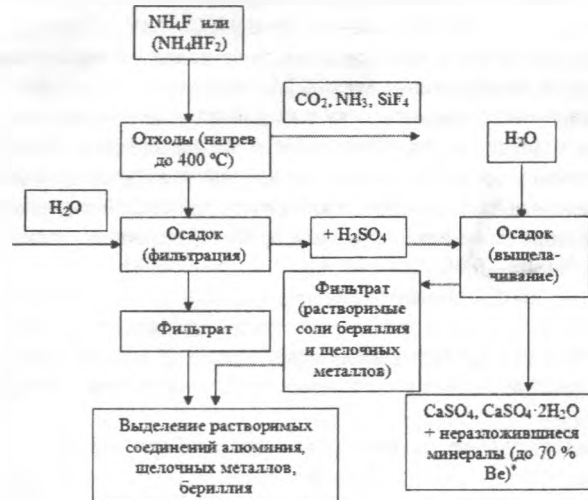 NH₄F или
(NH₄HF₂)
CO₂, NH₃, SiF₄
Отходы (нагрев
до 400 °C)
H₂O
H₂O
Осадок
(фильтрация)
+ H₂SO₄
Осадок
(выщела-
чивание)
Фильтрат
(растворимые
соли бериллия
и щелочных
металлов)
Фильтрат
Выделение растворимых
соединений алюминия,
щелочных металлов,
бериллия
CaSO₄, CaSO₄·2H₂O
+ неразложившиеся
минералы (до 70 %
Be)*